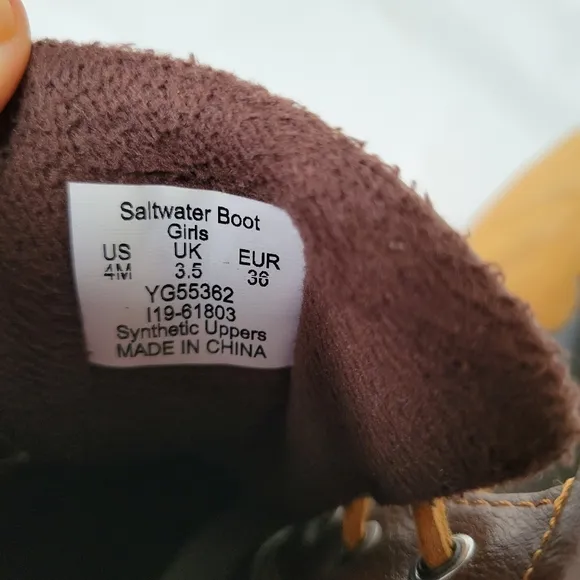 Saltwater Boot
Girls
US UK EUR
4M 3.5 36
YG55362
I19-61803
Synthetic Uppers
MADE IN CHINA